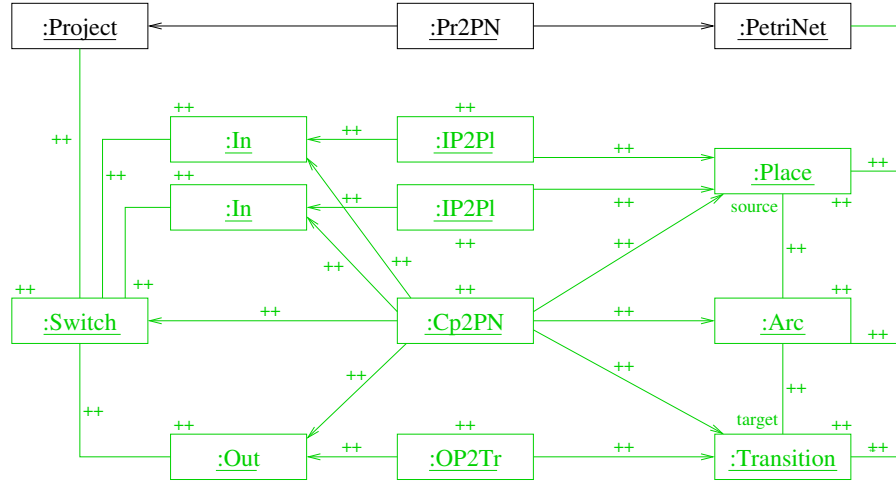 :Project :Pr2PN :PetriNet
++ ++ ++
++ ++ ++
:In :IP2Pl ++ ++
++ ++ :Place
:In ++ :IP2Pl source ++
++ ++ ++
++ ++ ++ ++
++ ++ ++
:Switch ++ :Cp2PN ++ :Arc ++
++ ++ ++
++ ++ target ++
:Out ++ :OP2Tr ++ :Transition ++